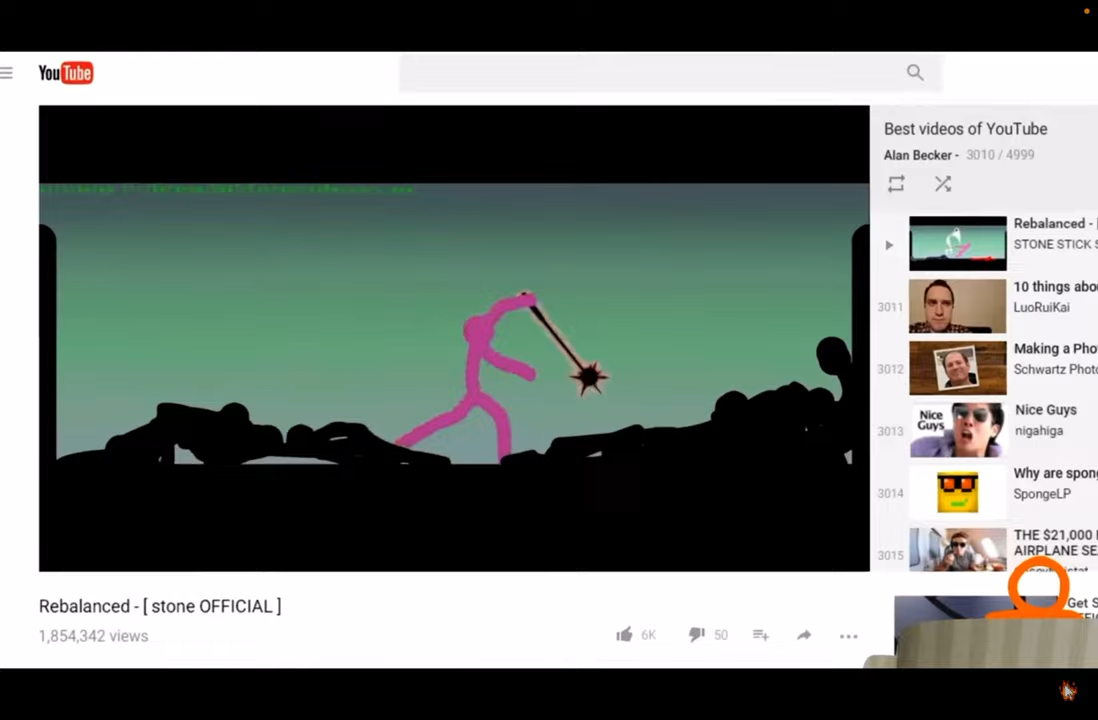 YouTube
Best videos of YouTube
Alan Becker - 3010 / 4999
Rebalanced - [
STONE STICK S
3011
10 things abo
LuoRuiKai
3012
Making a Pho
Schwartz Phot
3013
Nice Guys
Nice Guys
nigahiga
3014
Why are spong
SpongeLP
3015
THE $21,000
AIRPLANE SE
Get S
Rebalanced - [ stone OFFICIAL ]
1,854,342 views
6K
50